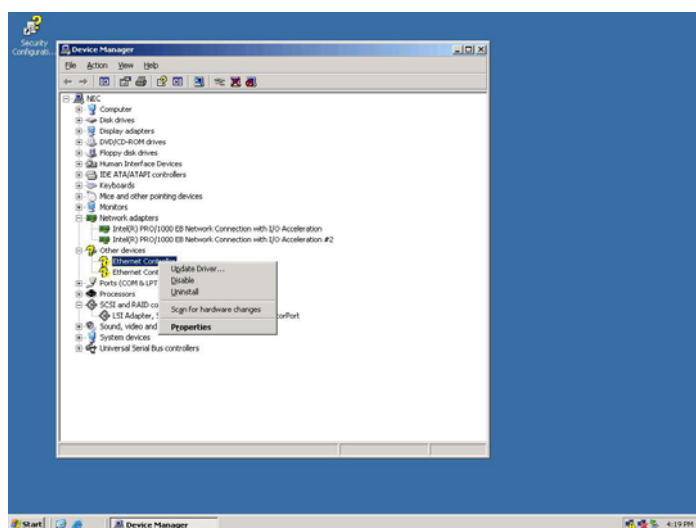 Security
Configurati...
Device Manager
File Action View Help
NEC
Computer
Disk drives
Display adapters
DVD/CD-ROM drives
Floppy disk drives
Human Interface Devices
IDE ATA/ATAPI controllers
Keyboards
Mice and other pointing devices
Monitors
Network adapters
Intel(R) PRO/1000 EB Network Connection with I/O Acceleration
Intel(R) PRO/1000 EB Network Connection with I/O Acceleration #2
Other devices
Ethernet Controller
Ethernet Cont
Ports (COM & LPT
Processors
SCSI and RAID co
LSI Adapter, S
orPort
Sound, video and
System devices
Universal Serial Bus controllers
Update Driver...
Disable
Uninstall
Scan for hardware changes
Properties
Start
Device Manager
4:19 PM